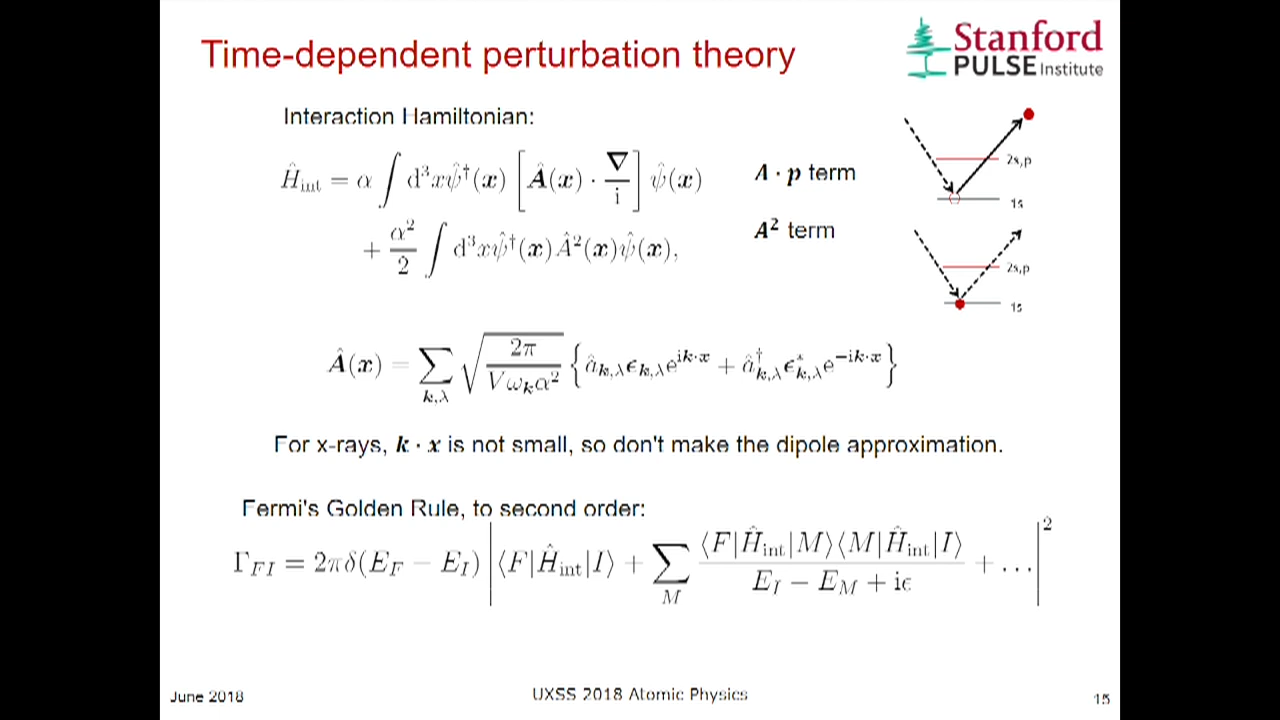 Time-dependent perturbation theory
Stanford
PULSE Institute
Interaction Hamiltonian:
Ĥ_int = α ∫ d³x ψ̂†(x) [ Â(x) · ∇/i ] ψ̂(x)
A · p term
+ α²/2 ∫ d³x ψ̂†(x) Â²(x) ψ̂(x),
A² term
2s,p
1s
2s,p
1s
Â(x) = ∑_{k,λ} √(2π/(Vω_k α²)) { â_{k,λ} ε_{k,λ} e^{ik·x} + â†_{k,λ} ε*_{k,λ} e^{−ik·x} }
For x-rays, k · x is not small, so don't make the dipole approximation.
Fermi's Golden Rule, to second order:
Γ_{FI} = 2πδ(E_F − E_I) | ⟨F|Ĥ_int|I⟩ + ∑_M ⟨F|Ĥ_int|M⟩⟨M|Ĥ_int|I⟩ / (E_I − E_M + iϵ) + … |²
June 2018
UXSS 2018 Atomic Physics
15